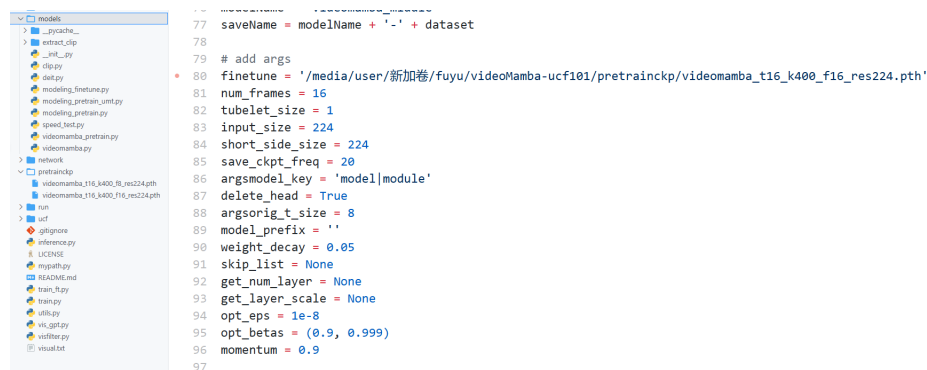 models
__pycache__
extract_clip
__init__.py
clip.py
deit.py
modeling_finetune.py
modeling_pretrain_umt.py
modeling_pretrain.py
speed_test.py
videomamba_pretrain.py
videomamba.py
network
pretrainckp
videomamba_t16_k400_f8_res224.pth
videomamba_t16_k400_f16_res224.pth
run
ucf
.gitignore
inference.py
LICENSE
mypath.py
README.md
train_ft.py
train.py
utils.py
vis_gpt.py
visfilter.py
visual.txt
77 saveName = modelName + '-' + dataset
78
79 # add args
80 finetune = '/media/user/新加卷/fuyu/videoMamba-ucf101/pretrainckp/videomamba_t16_k400_f16_res224.pth'
81 num_frames = 16
82 tubelet_size = 1
83 input_size = 224
84 short_side_size = 224
85 save_ckpt_freq = 20
86 argsmodel_key = 'model|module'
87 delete_head = True
88 argsorig_t_size = 8
89 model_prefix = ''
90 weight_decay = 0.05
91 skip_list = None
92 get_num_layer = None
93 get_layer_scale = None
94 opt_eps = 1e-8
95 opt_betas = (0.9, 0.999)
96 momentum = 0.9
97